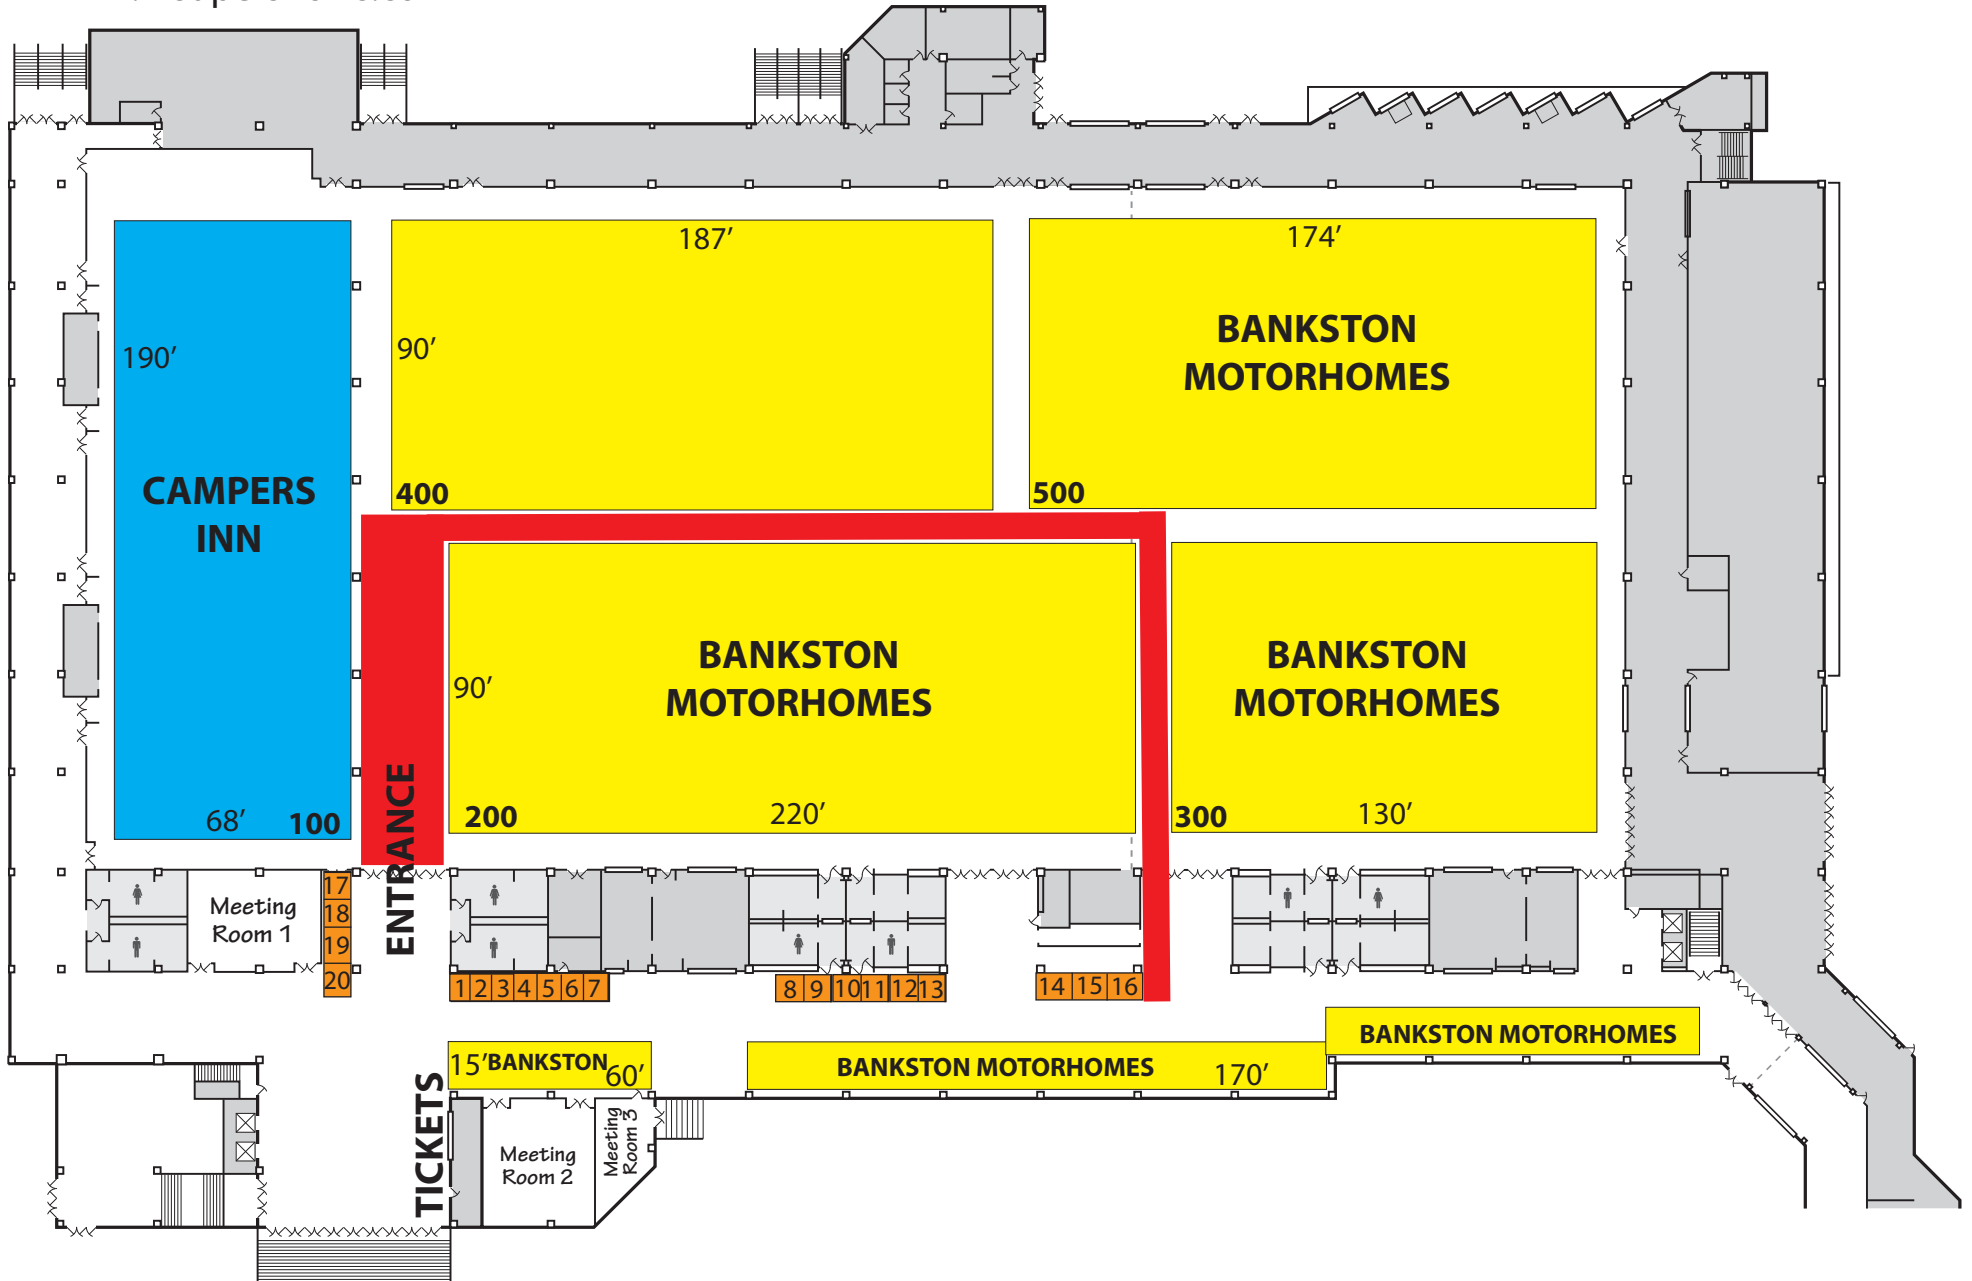 187′
174′
90′
190′
BANKSTON
MOTORHOMES
CAMPERS
INN
400
500
BANKSTON
MOTORHOMES
BANKSTON
MOTORHOMES
90′
68′
100
ENTRANCE
200
220′
300
130′
Meeting
Room 1
17
18
19
20
1 2 3 4 5 6 7
8 9 10 11 12 13
14 15 16
15′ BANKSTON 60′
BANKSTON MOTORHOMES 170′
BANKSTON MOTORHOMES
TICKETS
Meeting
Room 2
Meeting
Room 3